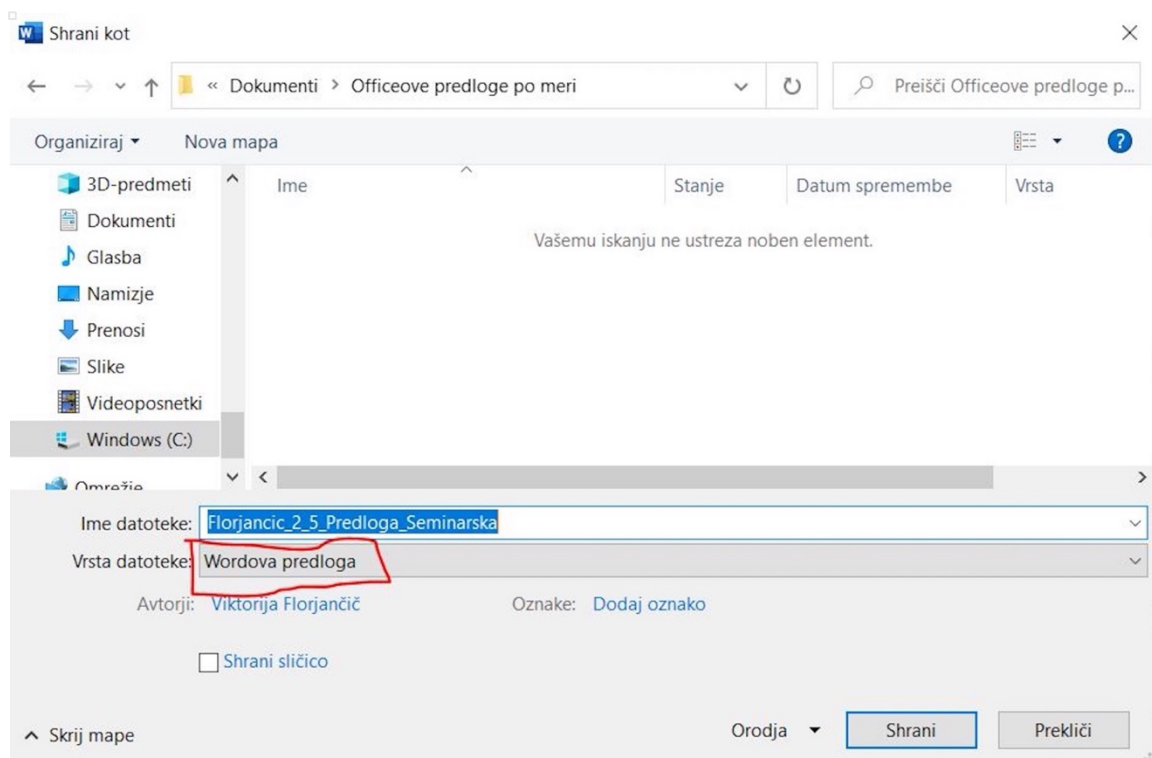 Shrani kot
« Dokumenti > Officeove predloge po meri
Preišči Officeove predloge p...
Organiziraj
Nova mapa
3D-predmeti
Dokumenti
Glasba
Namizje
Prenosi
Slike
Videoposnetki
Windows (C:)
Omrežje
Ime
Stanje
Datum spremembe
Vrsta
Vašemu iskanju ne ustreza noben element.
Ime datoteke: Florjancic_2_5_Predloga_Seminarska
Vrsta datoteke: Wordova predloga
Avtorji: Viktorija Florjančič
Oznake: Dodaj oznako
Shrani sličico
Skrij mape
Orodja
Shrani
Prekliči